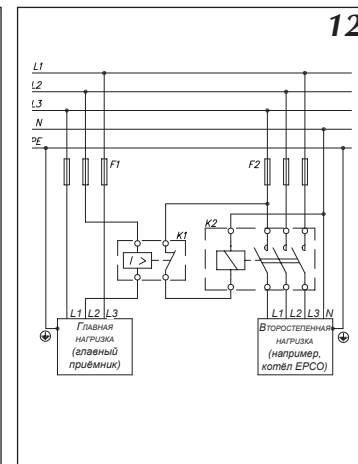 12
L1
L2
L3
N
PE
F1
F2
K1
K2
I >
L1 L2 L3
L1 L2 L3 N
ГЛАВНАЯ
НАГРУЗКА
(главный
приёмник)
ВТОРОСТЕПЕННАЯ
НАГРУЗКА
(например,
котёл EPCO)